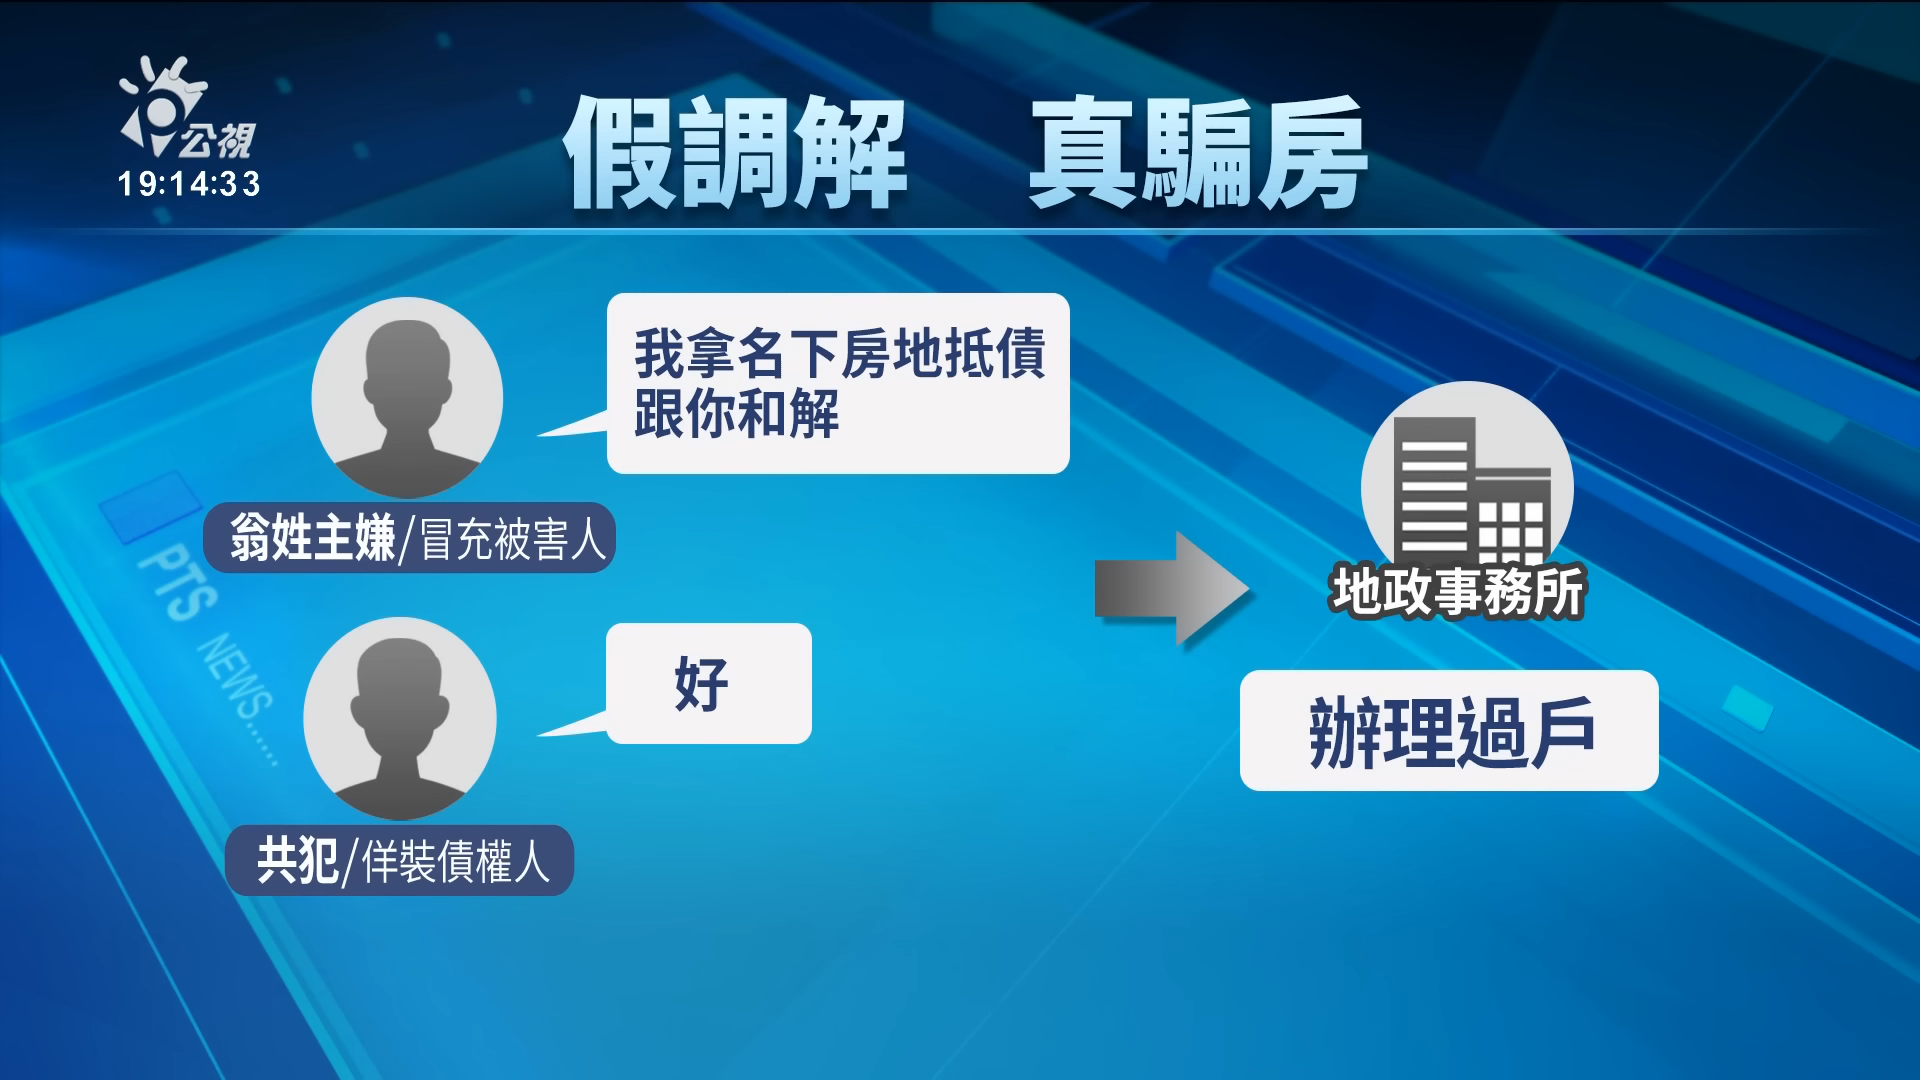 公視
19:14:33
假調解 真騙房
我拿名下房地抵債
跟你和解
翁姓主嫌/冒充被害人
好
共犯/佯裝債權人
地政事務所
辦理過戶
PTS
NEWS......